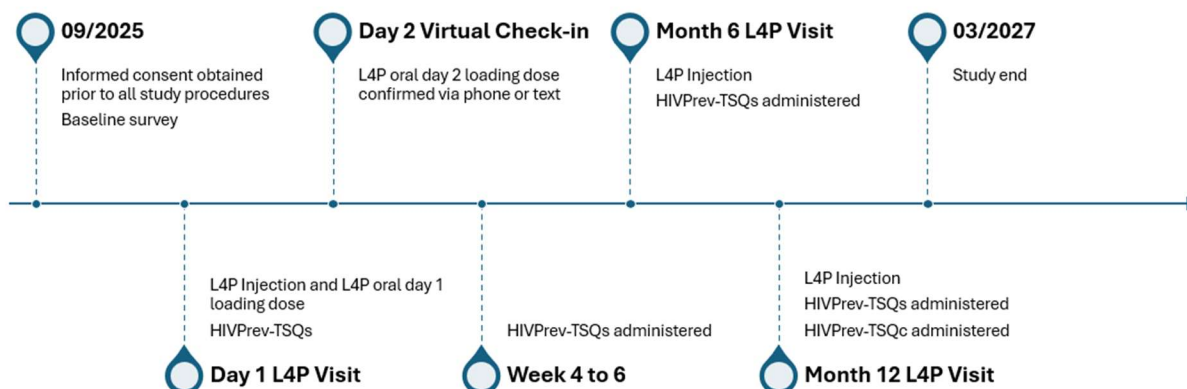 09/2025
Informed consent obtained
prior to all study procedures
Baseline survey
Day 2 Virtual Check-in
L4P oral day 2 loading dose
confirmed via phone or text
Month 6 L4P Visit
L4P Injection
HIVPrev-TSQs administered
03/2027
Study end
L4P Injection and L4P oral day 1
loading dose
HIVPrev-TSQs
Day 1 L4P Visit
HIVPrev-TSQs administered
Week 4 to 6
L4P Injection
HIVPrev-TSQs administered
HIVPrev-TSQc administered
Month 12 L4P Visit